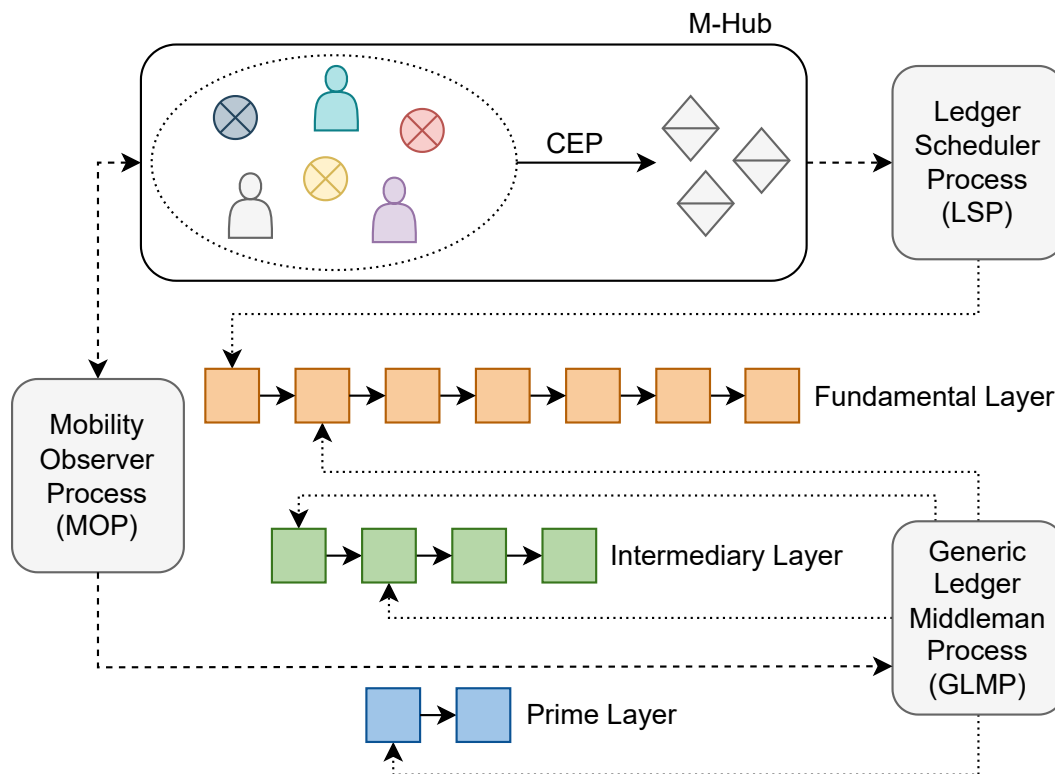 M-Hub
CEP
Ledger
Scheduler
Process
(LSP)
Fundamental Layer
Mobility
Observer
Process
(MOP)
Intermediary Layer
Generic
Ledger
Middleman
Process
(GLMP)
Prime Layer